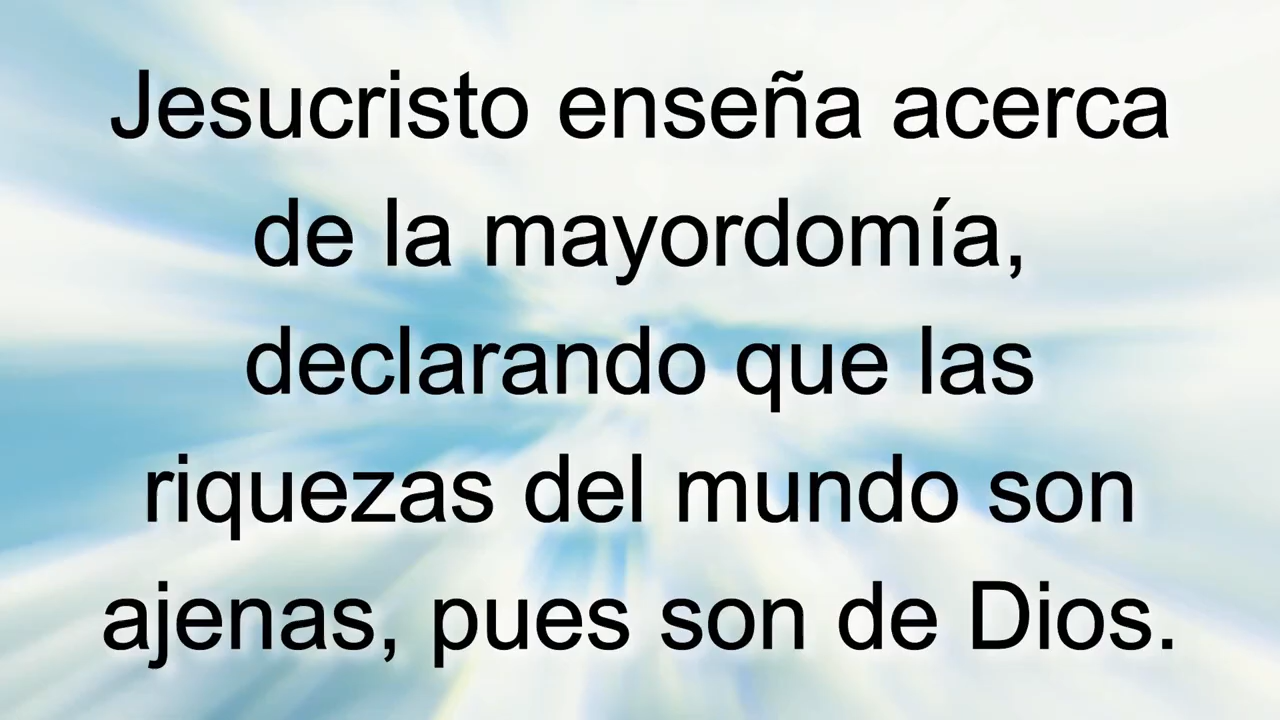 Jesucristo enseña acerca
de la mayordomía,
declarando que las
riquezas del mundo son
ajenas, pues son de Dios.